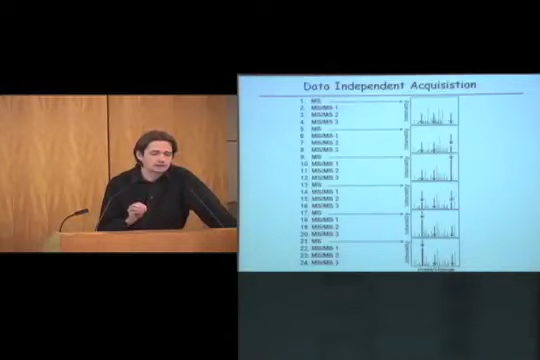 Data Independent Acquisistion
1. MS
2. MS/MS 1
3. MS/MS 2
4. MS/MS 3
5. MS
6. MS/MS 1
7. MS/MS 2
8. MS/MS 3
9. MS
10. MS/MS 1
11. MS/MS 2
12. MS/MS 3
13. MS
14. MS/MS 1
15. MS/MS 2
16. MS/MS 3
17. MS
18. MS/MS 1
19. MS/MS 2
20. MS/MS 3
21. MS
22. MS/MS 1
23. MS/MS 2
24. MS/MS 3